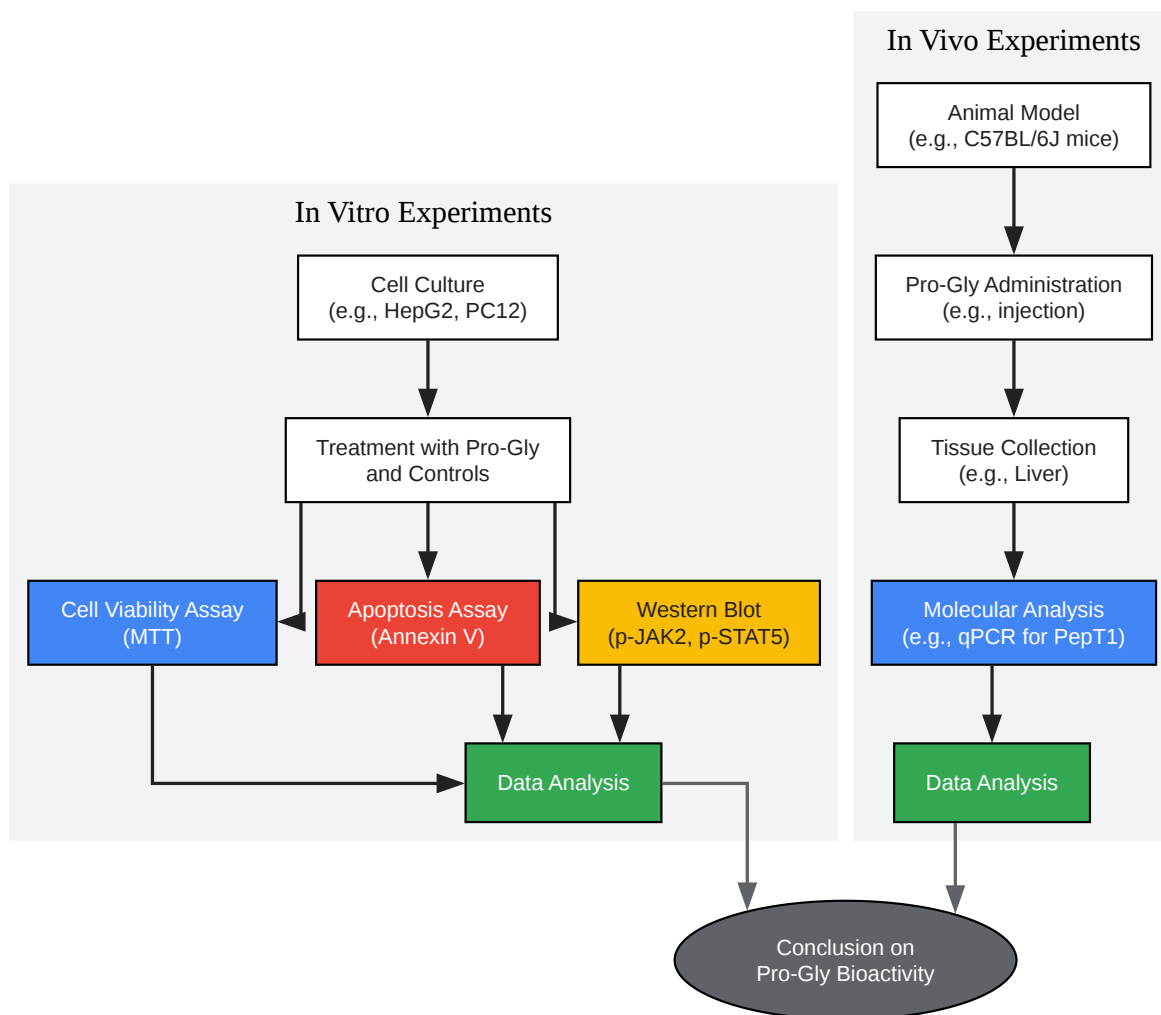 In Vitro Experiments
Cell Culture
(e.g., HepG2, PC12)
Treatment with Pro-Gly
and Controls
Cell Viability Assay
(MTT)
Apoptosis Assay
(Annexin V)
Western Blot
(p-JAK2, p-STAT5)
Data Analysis
In Vivo Experiments
Animal Model
(e.g., C57BL/6J mice)
Pro-Gly Administration
(e.g., injection)
Tissue Collection
(e.g., Liver)
Molecular Analysis
(e.g., qPCR for PepT1)
Data Analysis
Conclusion on
Pro-Gly Bioactivity